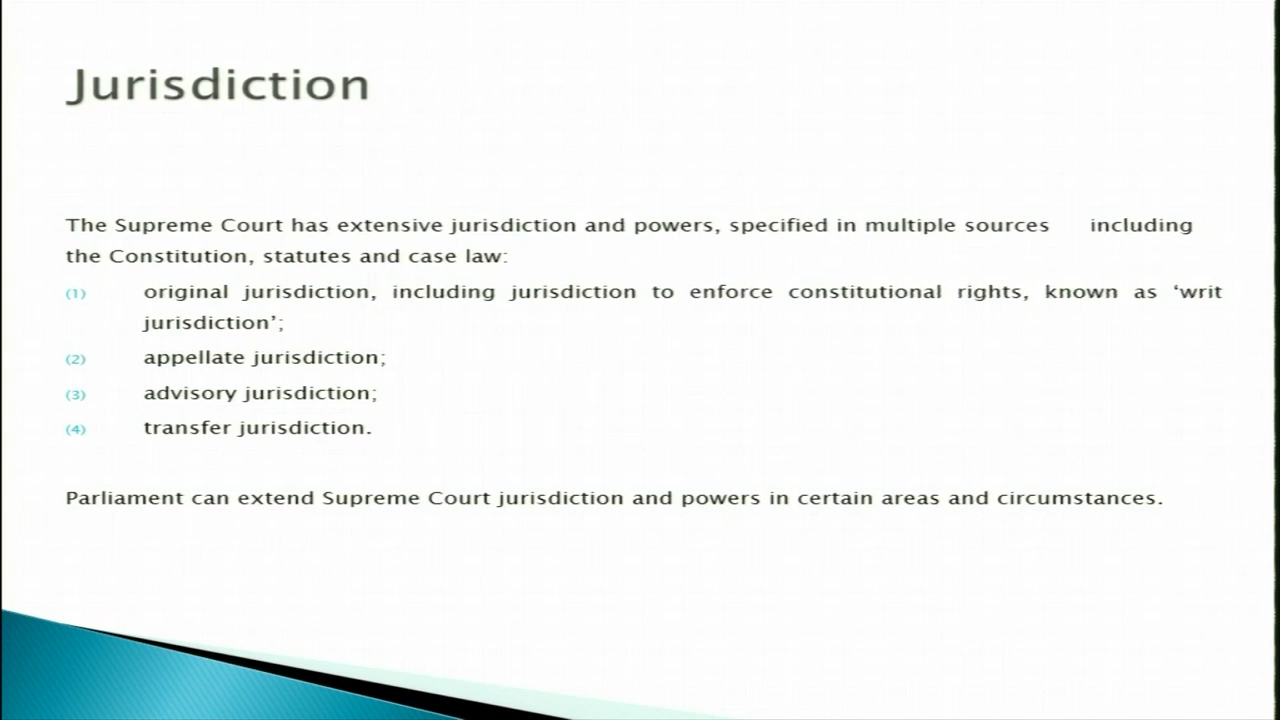 Jurisdiction
The Supreme Court has extensive jurisdiction and powers, specified in multiple sources including
the Constitution, statutes and case law:
(1) original jurisdiction, including jurisdiction to enforce constitutional rights, known as ‘writ
jurisdiction’;
(2) appellate jurisdiction;
(3) advisory jurisdiction;
(4) transfer jurisdiction.
Parliament can extend Supreme Court jurisdiction and powers in certain areas and circumstances.